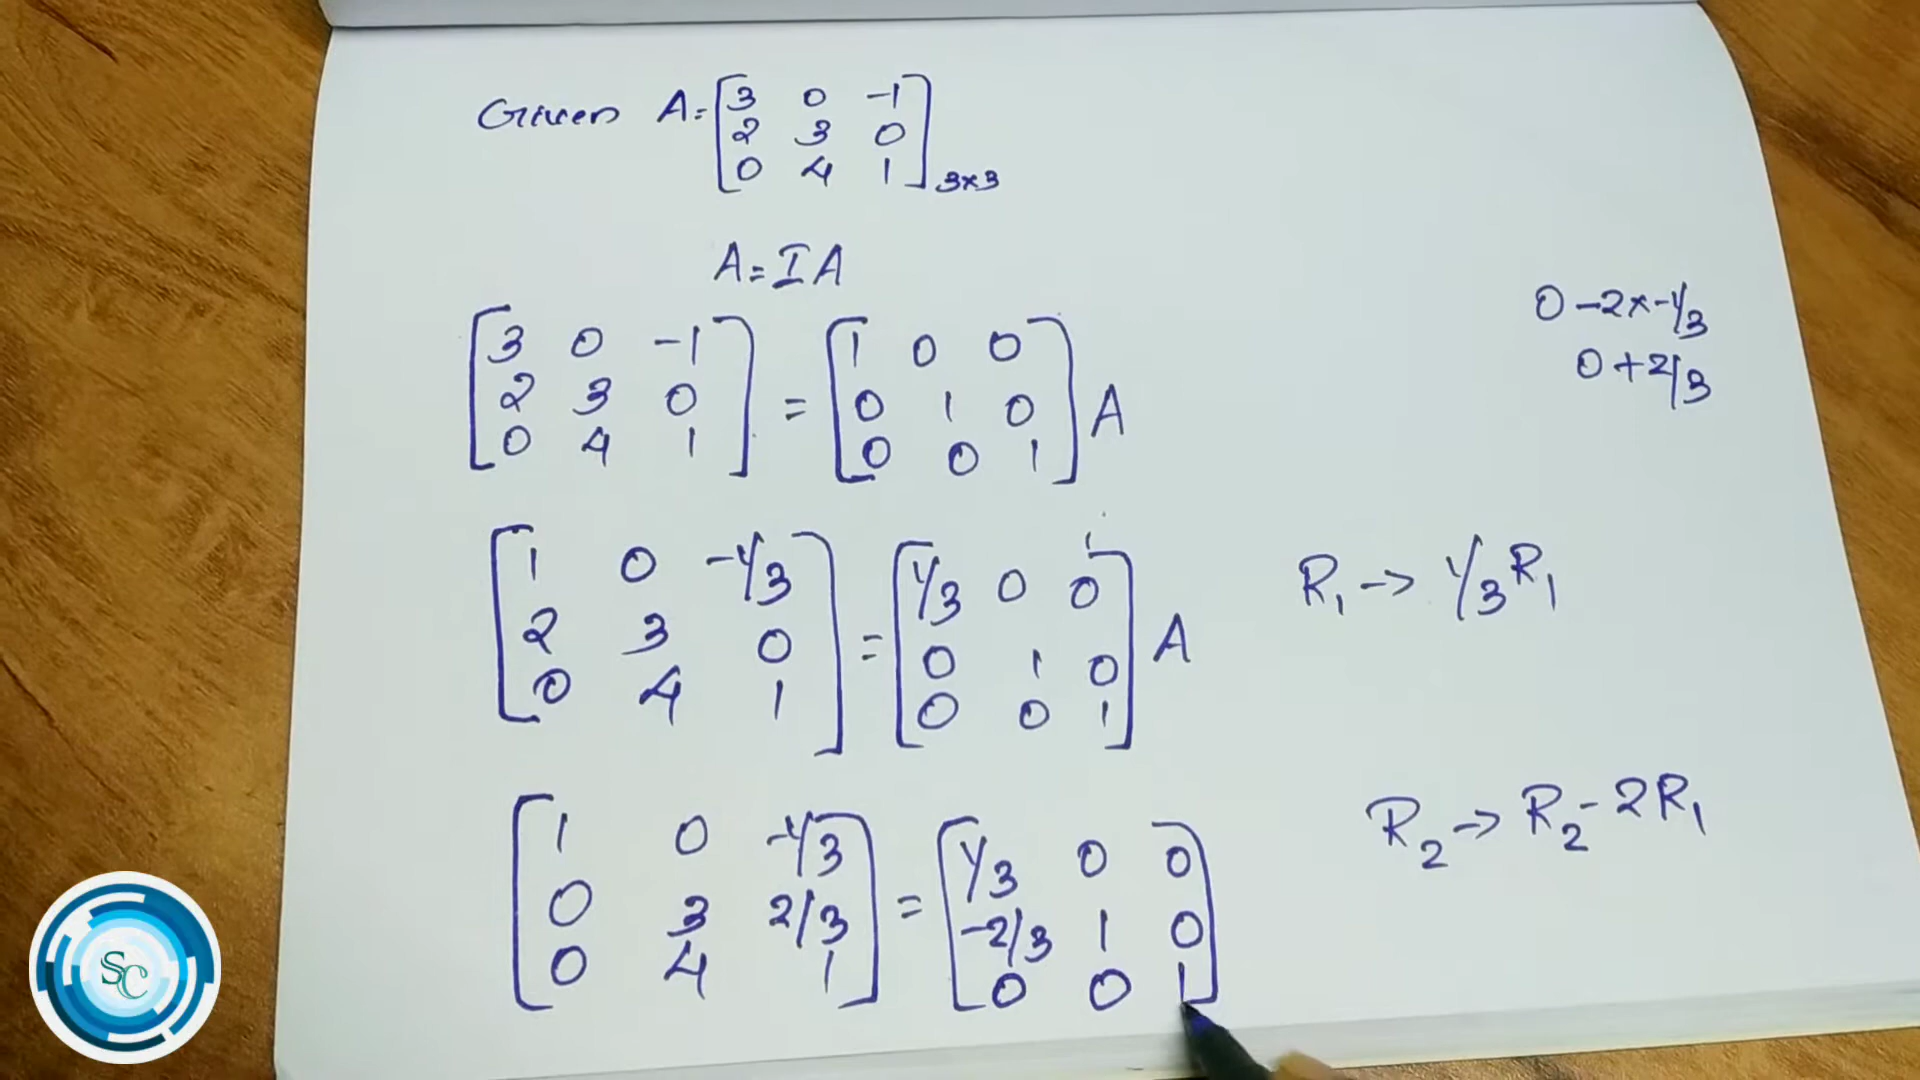 Given A = [3 0 -1
2 3 0
0 4 1] 3×3
A = IA
0 - 2 × -1/3
0 + 2/3
[3 0 -1
2 3 0
0 4 1] = [1 0 0
0 1 0
0 0 1] A
[1 0 -1/3
2 3 0
0 4 1] = [1/3 0 0
0 1 0
0 0 1] A
R1 -> 1/3 R1
[1 0 -1/3
0 3 2/3
0 4 1] = [1/3 0 0
-2/3 1 0
0 0 1]
R2 -> R2 - 2R1
SC